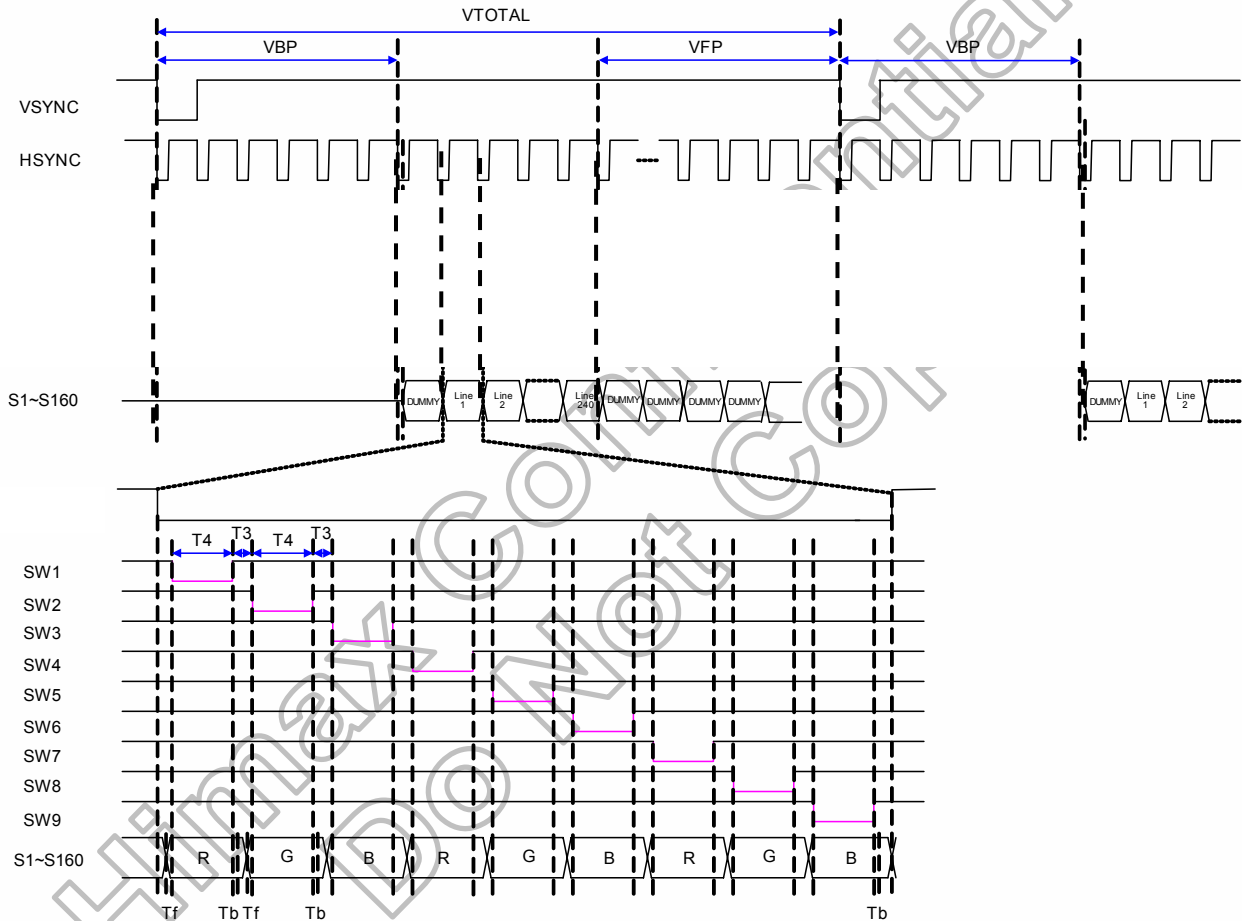 VTOTAL
VBP VFP VBP
VSYNC
HSYNC
S1~S160 DUMMY Line 1 Line 2 Line 240 DUMMY DUMMY DUMMY DUMMY DUMMY Line 1 Line 2
T4 T3 T4 T3
SW1
SW2
SW3
SW4
SW5
SW6
SW7
SW8
SW9
S1~S160 R G B R G B R G B
Tf Tb Tf Tb Tb
Himax
Do Not Copy